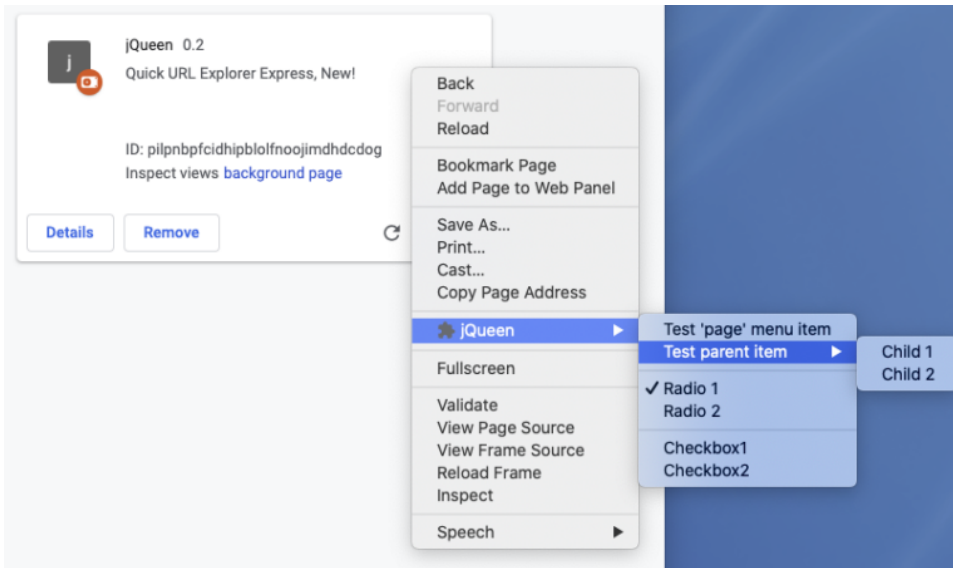 j
jQueen 0.2
Quick URL Explorer Express, New!
ID: pilpnbpfcidhipblolfnoojimdhdcdog
Inspect views background page
Details
Remove
Back
Forward
Reload
Bookmark Page
Add Page to Web Panel
Save As...
Print...
Cast...
Copy Page Address
jQueen
Fullscreen
Validate
View Page Source
View Frame Source
Reload Frame
Inspect
Speech
Test 'page' menu item
Test parent item
Radio 1
Radio 2
Checkbox1
Checkbox2
Child 1
Child 2